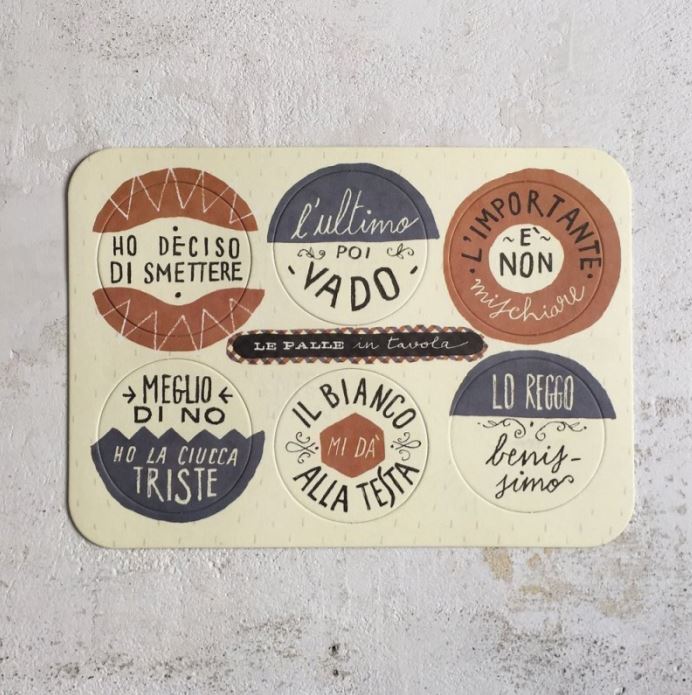 HO DECISO
DI SMETTERE
l'ultimo
POI
VADO
L'IMPORTANTE
~E'~
NON
mischiare
LE PALLE in tavola
→MEGLIO←
DI NO
HO LA CIUCCA
TRISTE
IL BIANCO
MI DA'
ALLA TESTA
LO REGGO
benis-
simo